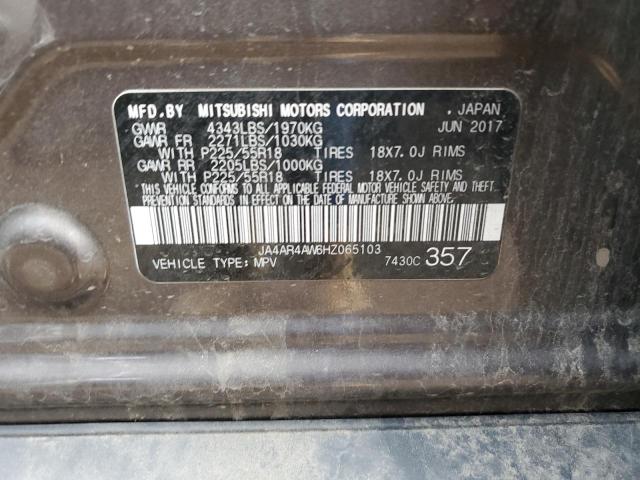 MFD.BY MITSUBISHI MOTORS CORPORATION . JAPAN
GVWR 4343LBS/1970KG JUN 2017
GAWR FR 2271LBS/1030KG
WITH P225/55R18 TIRES 18X7.0J RIMS
GAWR RR 2205LBS/1000KG
WITH P225/55R18 TIRES 18X7.0J RIMS
THIS VEHICLE CONFORMS TO ALL APPLICABLE FEDERAL MOTOR VEHICLE SAFETY AND THEFT
PREVENTION STANDARDS IN EFFECT ON THE DATE OF MANUFACTURE SHOWN ABOVE.
JA4AR4AW6HZ065103
VEHICLE TYPE: MPV 7430C 357